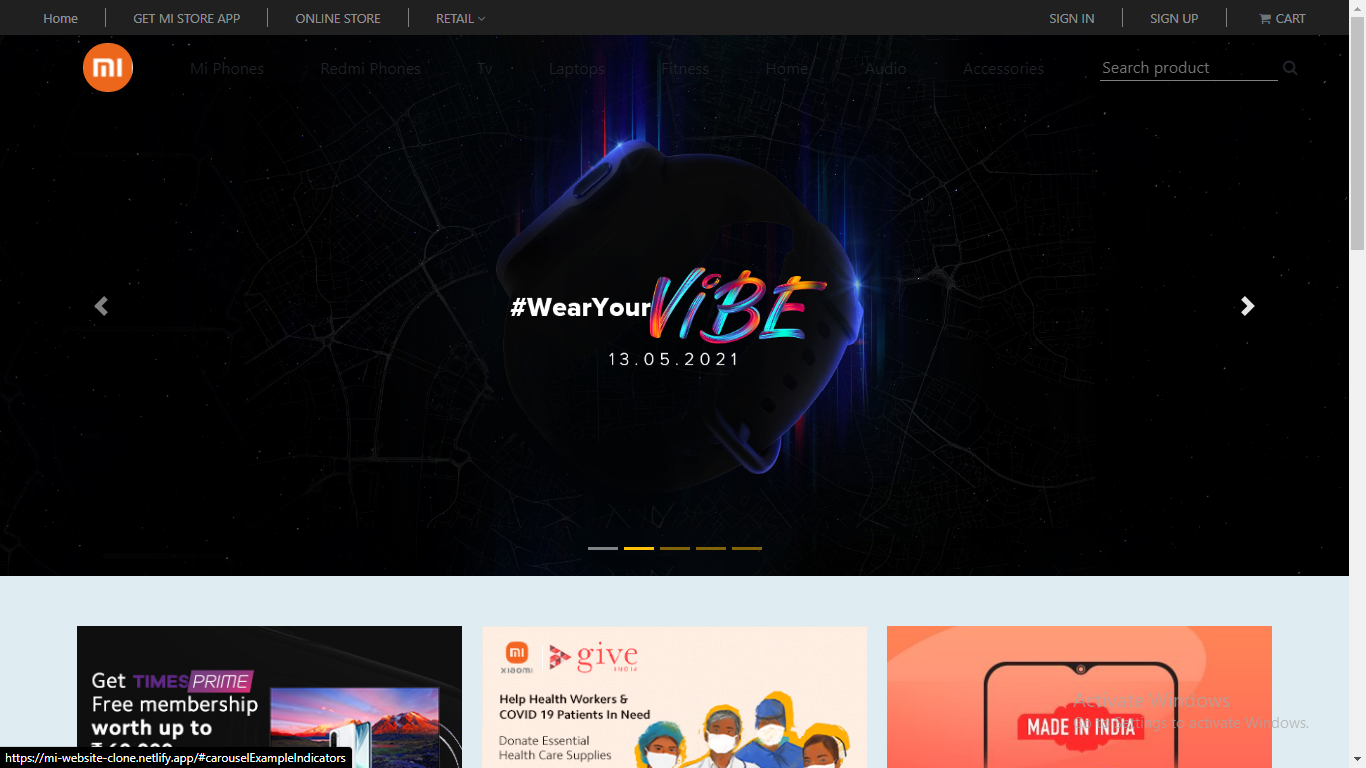 Home GET MI STORE APP ONLINE STORE RETAIL SIGN IN SIGN UP CART
mi Mi Phones Redmi Phones Tv Laptops Fitness Home Audio Accessories Search product
#WearYour ViBE
13.05.2021
Get TIMES PRIME
Free membership
worth up to
xiaomi give
INDIA
Help Health Workers &
COVID 19 Patients In Need
Donate Essential
Health Care Supplies
MADE IN INDIA
Activate Windows
Go to Settings to activate Windows.
https://mi-website-clone.netlify.app/#carouselExampleIndicators